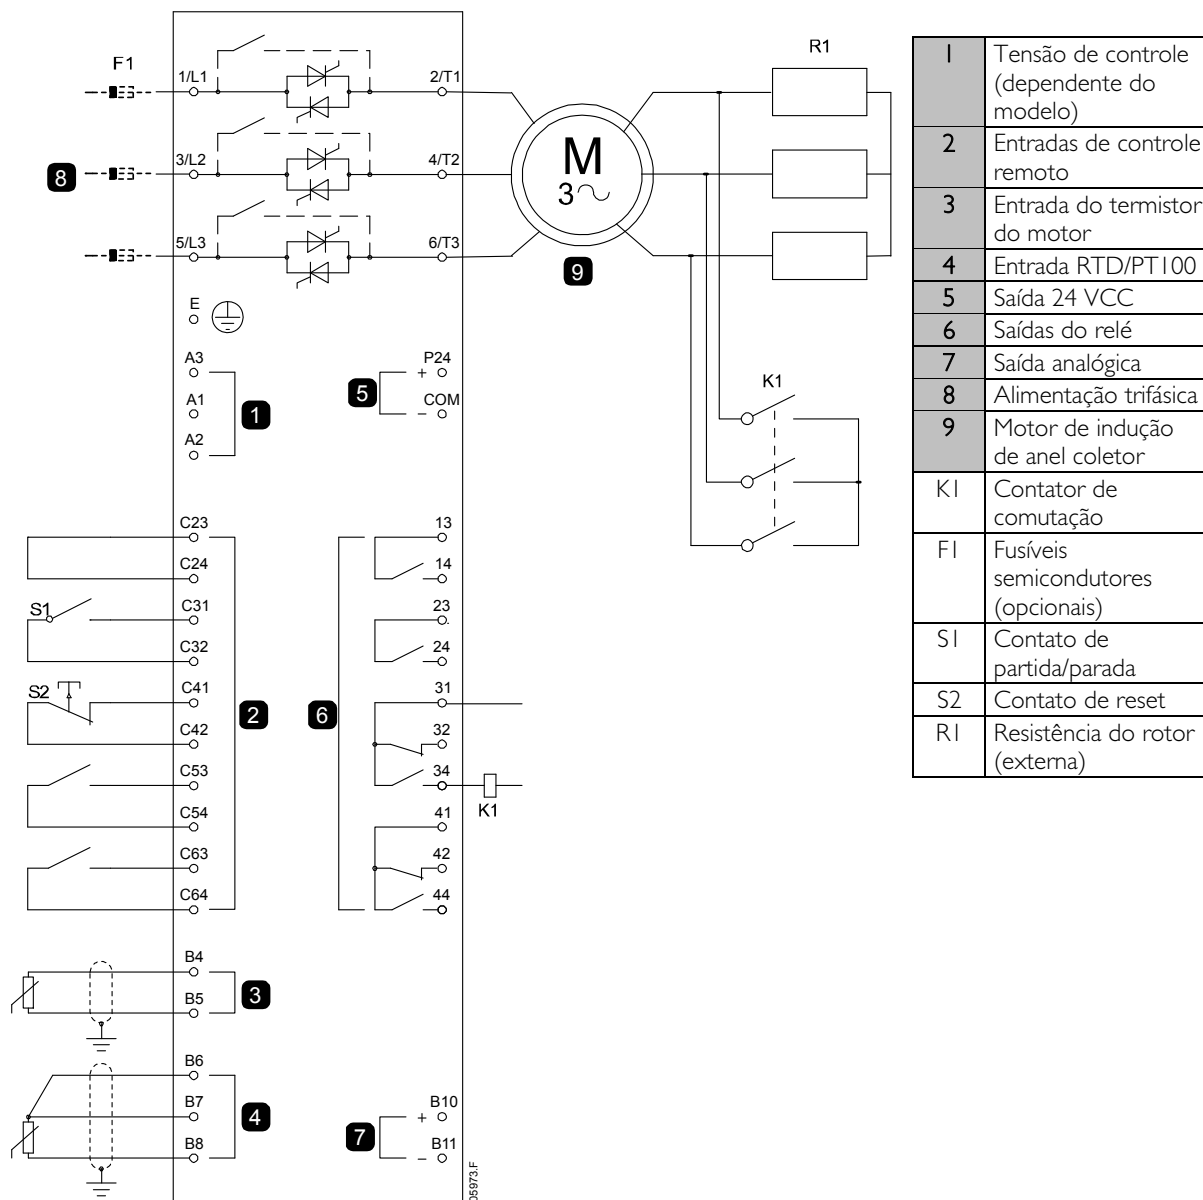 F1
1/L1
2/T1
3/L2
4/T2
5/L3
6/T3
8
M
3
9
R1
K1
E
A3
A1
A2
1
P24
+
COM
–
5
C23
C24
S1
C31
C32
S2
C41
C42
C53
C54
C63
C64
2
13
14
23
24
31
32
34
K1
41
42
44
6
B4
B5
3
B6
B7
B8
4
B10
+
B11
–
7
05973.F
1 Tensão de controle
(dependente do
modelo)
2 Entradas de controle
remoto
3 Entrada do termistor
do motor
4 Entrada RTD/PT100
5 Saída 24 VCC
6 Saídas do relé
7 Saída analógica
8 Alimentação trifásica
9 Motor de indução
de anel coletor
K1 Contator de
comutação
F1 Fusíveis
semicondutores
(opcionais)
S1 Contato de
partida/parada
S2 Contato de reset
R1 Resistência do rotor
(externa)